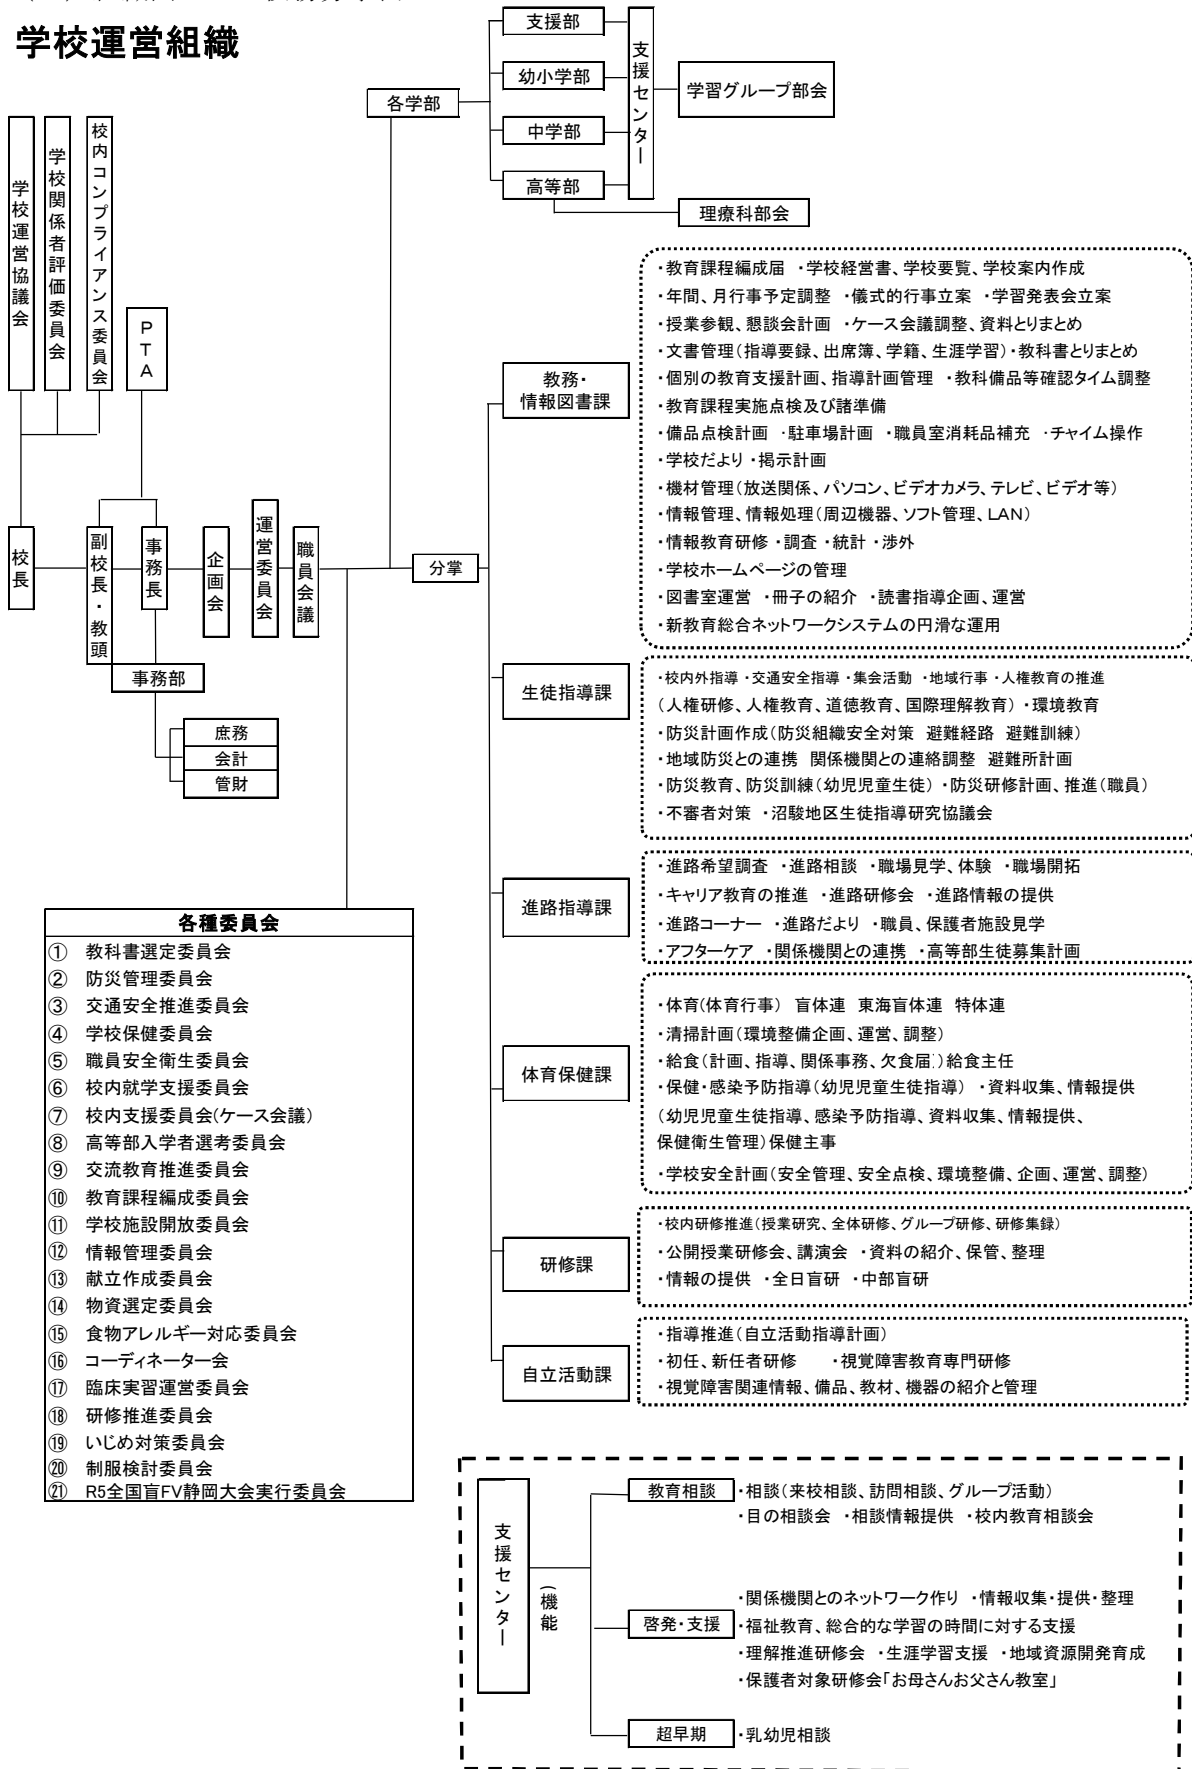 学校運営組織
支援部
幼小学部
中学部
高等部
各学部
支援センター
学習グループ部会
理療科部会
学校運営協議会
学校関係者評価委員会
校内コンプライアンス委員会
PTA
校長
副校長・教頭
事務長
企画会
運営委員会
職員会議
分掌
事務部
庶務
会計
管財
教務・
情報図書課
・教育課程編成届 ・学校経営書、学校要覧、学校案内作成
・年間、月行事予定調整 ・儀式的行事立案 ・学習発表会立案
・授業参観、懇談会計画 ・ケース会議調整、資料とりまとめ
・文書管理(指導要録、出席簿、学籍、生涯学習)・教科書とりまとめ
・個別の教育支援計画、指導計画管理 ・教科備品等確認タイム調整
・教育課程実施点検及び諸準備
・備品点検計画 ・駐車場計画 ・職員室消耗品補充 ・チャイム操作
・学校だより ・掲示計画
・機材管理(放送関係、パソコン、ビデオカメラ、テレビ、ビデオ等)
・情報管理、情報処理(周辺機器、ソフト管理、LAN)
・情報教育研修 ・調査 ・統計 ・渉外
・学校ホームページの管理
・図書室運営 ・冊子の紹介 ・読書指導企画、運営
・新教育総合ネットワークシステムの円滑な運用
生徒指導課
・校内外指導 ・交通安全指導 ・集会活動 ・地域行事 ・人権教育の推進
(人権研修、人権教育、道徳教育、国際理解教育) ・環境教育
・防災計画作成(防災組織安全対策 避難経路 避難訓練)
・地域防災との連携 関係機関との連絡調整 避難所計画
・防災教育、防災訓練(幼児児童生徒) ・防災研修計画、推進(職員)
・不審者対策 ・沼駿地区生徒指導研究協議会
進路指導課
・進路希望調査 ・進路相談 ・職場見学、体験 ・職場開拓
・キャリア教育の推進 ・進路研修会 ・進路情報の提供
・進路コーナー ・進路だより ・職員、保護者施設見学
・アフターケア ・関係機関との連携 ・高等部生徒募集計画
体育保健課
・体育(体育行事) 盲体連 東海盲体連 特体連
・清掃計画(環境整備企画、運営、調整)
・給食(計画、指導、関係事務、欠食届)給食主任
・保健・感染予防指導(幼児児童生徒指導) ・資料収集、情報提供
(幼児児童生徒指導、感染予防指導、資料収集、情報提供、
保健衛生管理)保健主事
・学校安全計画(安全管理、安全点検、環境整備、企画、運営、調整)
研修課
・校内研修推進(授業研究、全体研修、グループ研修、研修集録)
・公開授業研修会、講演会 ・資料の紹介、保管、整理
・情報の提供 ・全日盲研 ・中部盲研
自立活動課
・指導推進(自立活動指導計画)
・初任、新任者研修 ・視覚障害教育専門研修
・視覚障害関連情報、備品、教材、機器の紹介と管理
各種委員会
① 教科書選定委員会
② 防災管理委員会
③ 交通安全推進委員会
④ 学校保健委員会
⑤ 職員安全衛生委員会
⑥ 校内就学支援委員会
⑦ 校内支援委員会(ケース会議)
⑧ 高等部入学者選考委員会
⑨ 交流教育推進委員会
⑩ 教育課程編成委員会
⑪ 学校施設開放委員会
⑫ 情報管理委員会
⑬ 献立作成委員会
⑭ 物資選定委員会
⑮ 食物アレルギー対応委員会
⑯ コーディネーター会
⑰ 臨床実習運営委員会
⑱ 研修推進委員会
⑲ いじめ対策委員会
⑳ 制服検討委員会
㉑ R5全国盲FV静岡大会実行委員会
支援センター
(機能
教育相談
・相談(来校相談、訪問相談、グループ活動)
・目の相談会 ・相談情報提供 ・校内教育相談会
啓発・支援
・関係機関とのネットワーク作り ・情報収集・提供・整理
・福祉教育、総合的な学習の時間に対する支援
・理解推進研修会 ・生涯学習支援 ・地域資源開発育成
・保護者対象研修会「お母さんお父さん教室」
超早期
・乳幼児相談